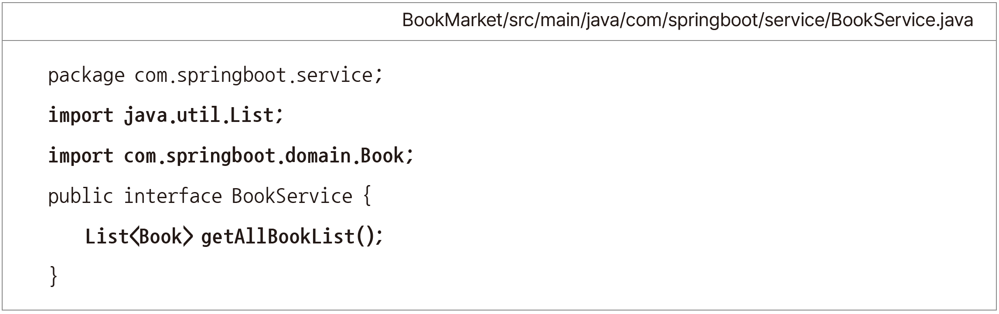 BookMarket/src/main/java/com/springboot/service/BookService.java
package com.springboot.service;
import java.util.List;
import com.springboot.domain.Book;
public interface BookService {
    List<Book> getAllBookList();
}